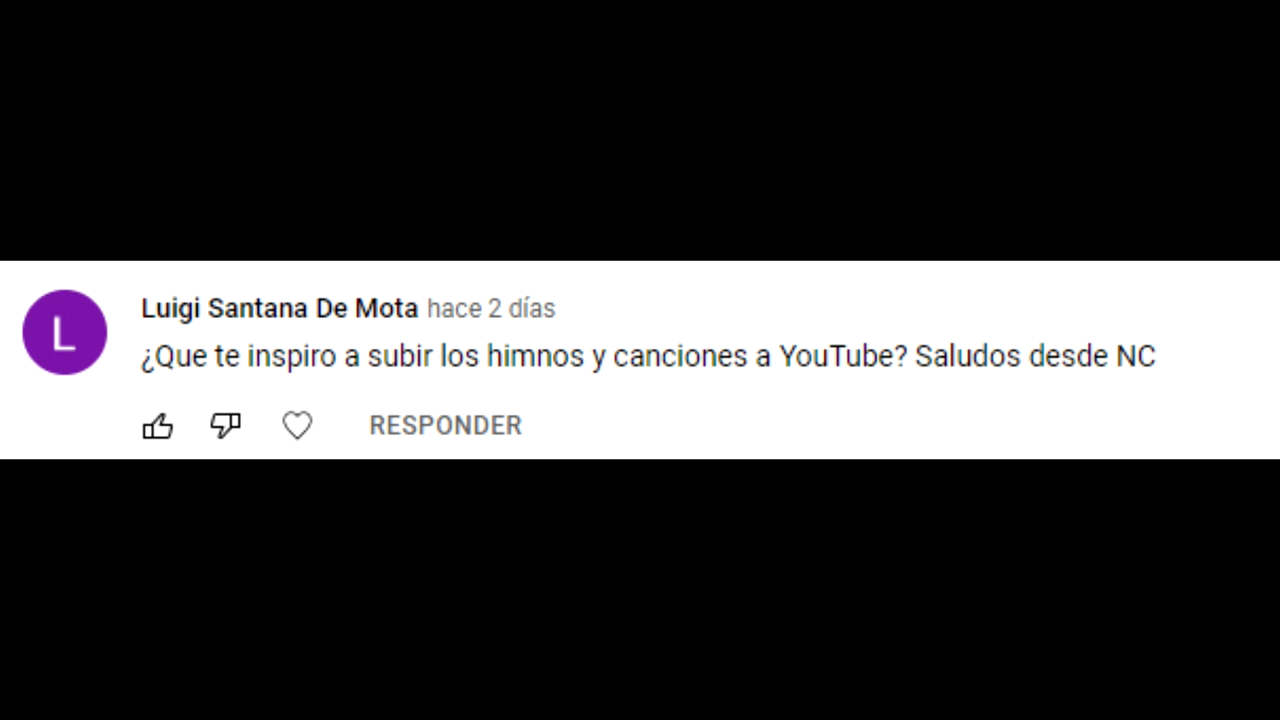 L
Luigi Santana De Mota hace 2 días
¿Que te inspiro a subir los himnos y canciones a YouTube? Saludos desde NC
RESPONDER